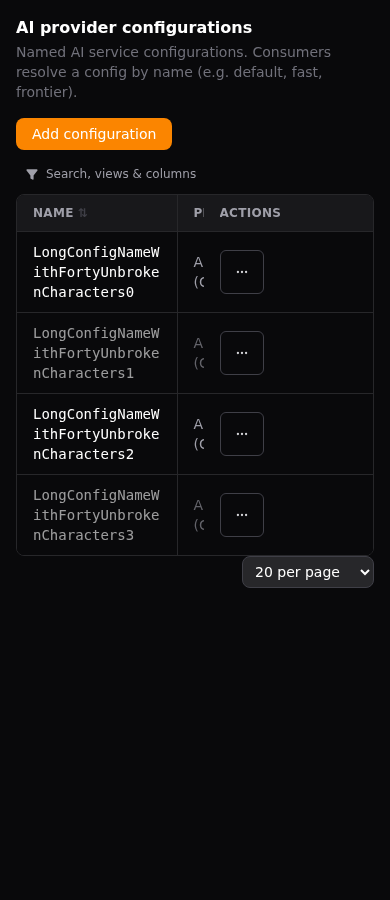 AI provider configurations
Named AI service configurations. Consumers
resolve a config by name (e.g. default, fast,
frontier).
Add configuration
Search, views & columns
NAME ⇅ P ACTIONS
LongConfigNameW
ithFortyUnbroke
nCharacters0
A
(
...
LongConfigNameW
ithFortyUnbroke
nCharacters1
A
(
...
LongConfigNameW
ithFortyUnbroke
nCharacters2
A
(
...
LongConfigNameW
ithFortyUnbroke
nCharacters3
A
(
...
20 per page